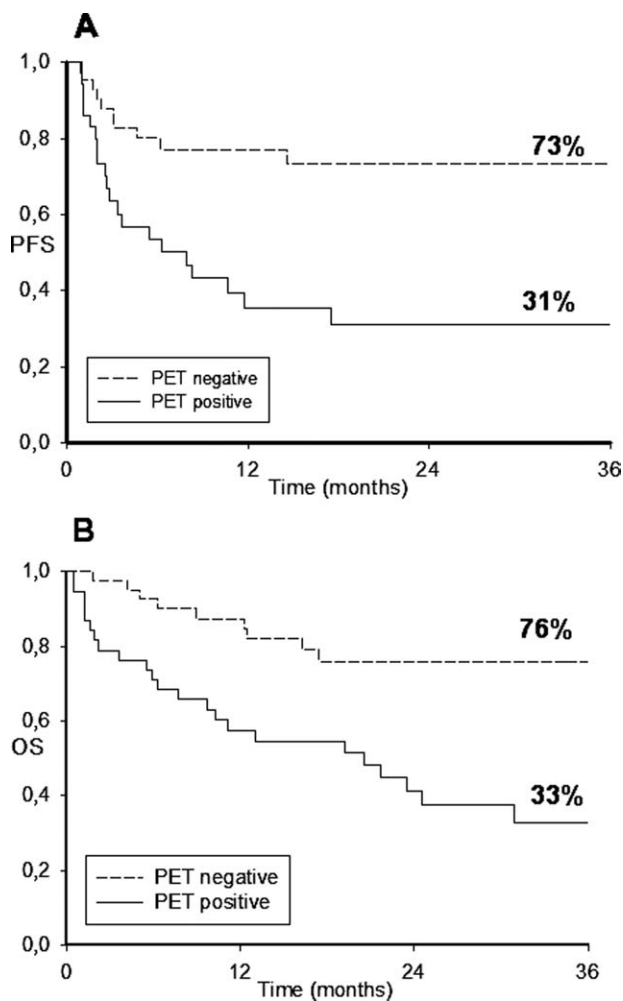 A
1,0
0,8
73%
0,6
PFS
0,4
31%
0,2
PET negative
PET positive
0,0
0 12 24 36
Time (months)
B
1,0
0,8
76%
0,6
OS
0,4
33%
0,2
PET negative
PET positive
0,0
0 12 24 36
Time (months)